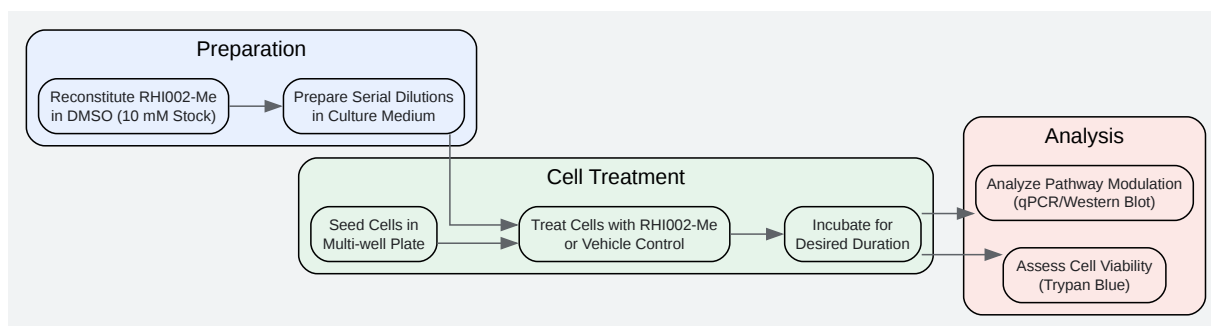 Preparation
Reconstitute RHI002-Me
in DMSO (10 mM Stock)
Prepare Serial Dilutions
in Culture Medium
Cell Treatment
Seed Cells in
Multi-well Plate
Treat Cells with RHI002-Me
or Vehicle Control
Incubate for
Desired Duration
Analysis
Analyze Pathway Modulation
(qPCR/Western Blot)
Assess Cell Viability
(Trypan Blue)